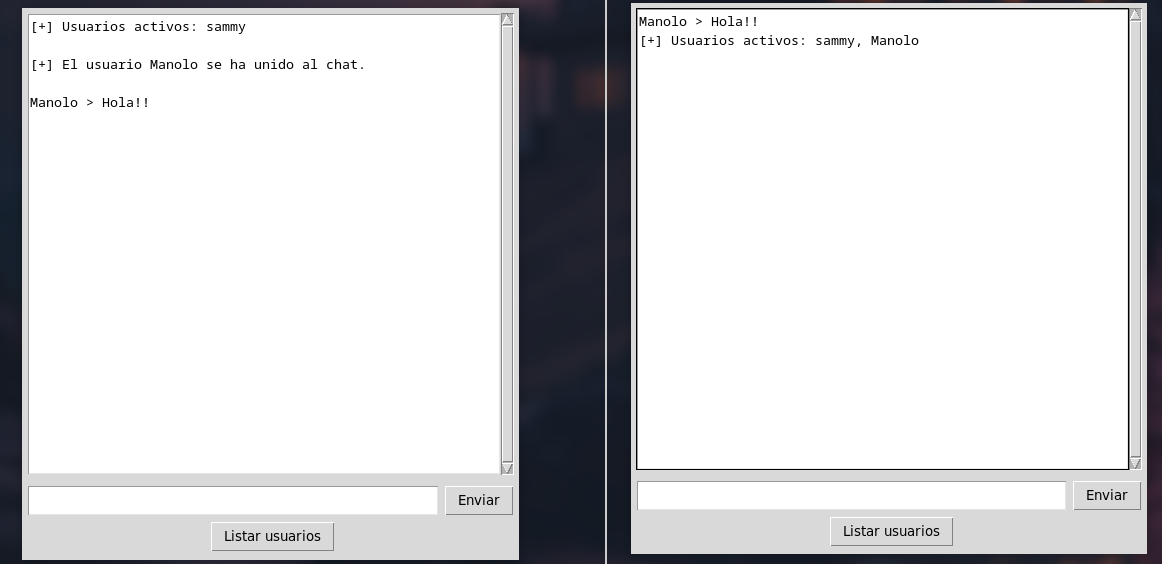 [+] Usuarios activos: sammy
[+] El usuario Manolo se ha unido al chat.
Manolo > Hola!!
Enviar
Listar usuarios
Manolo > Hola!!
[+] Usuarios activos: sammy, Manolo
Enviar
Listar usuarios